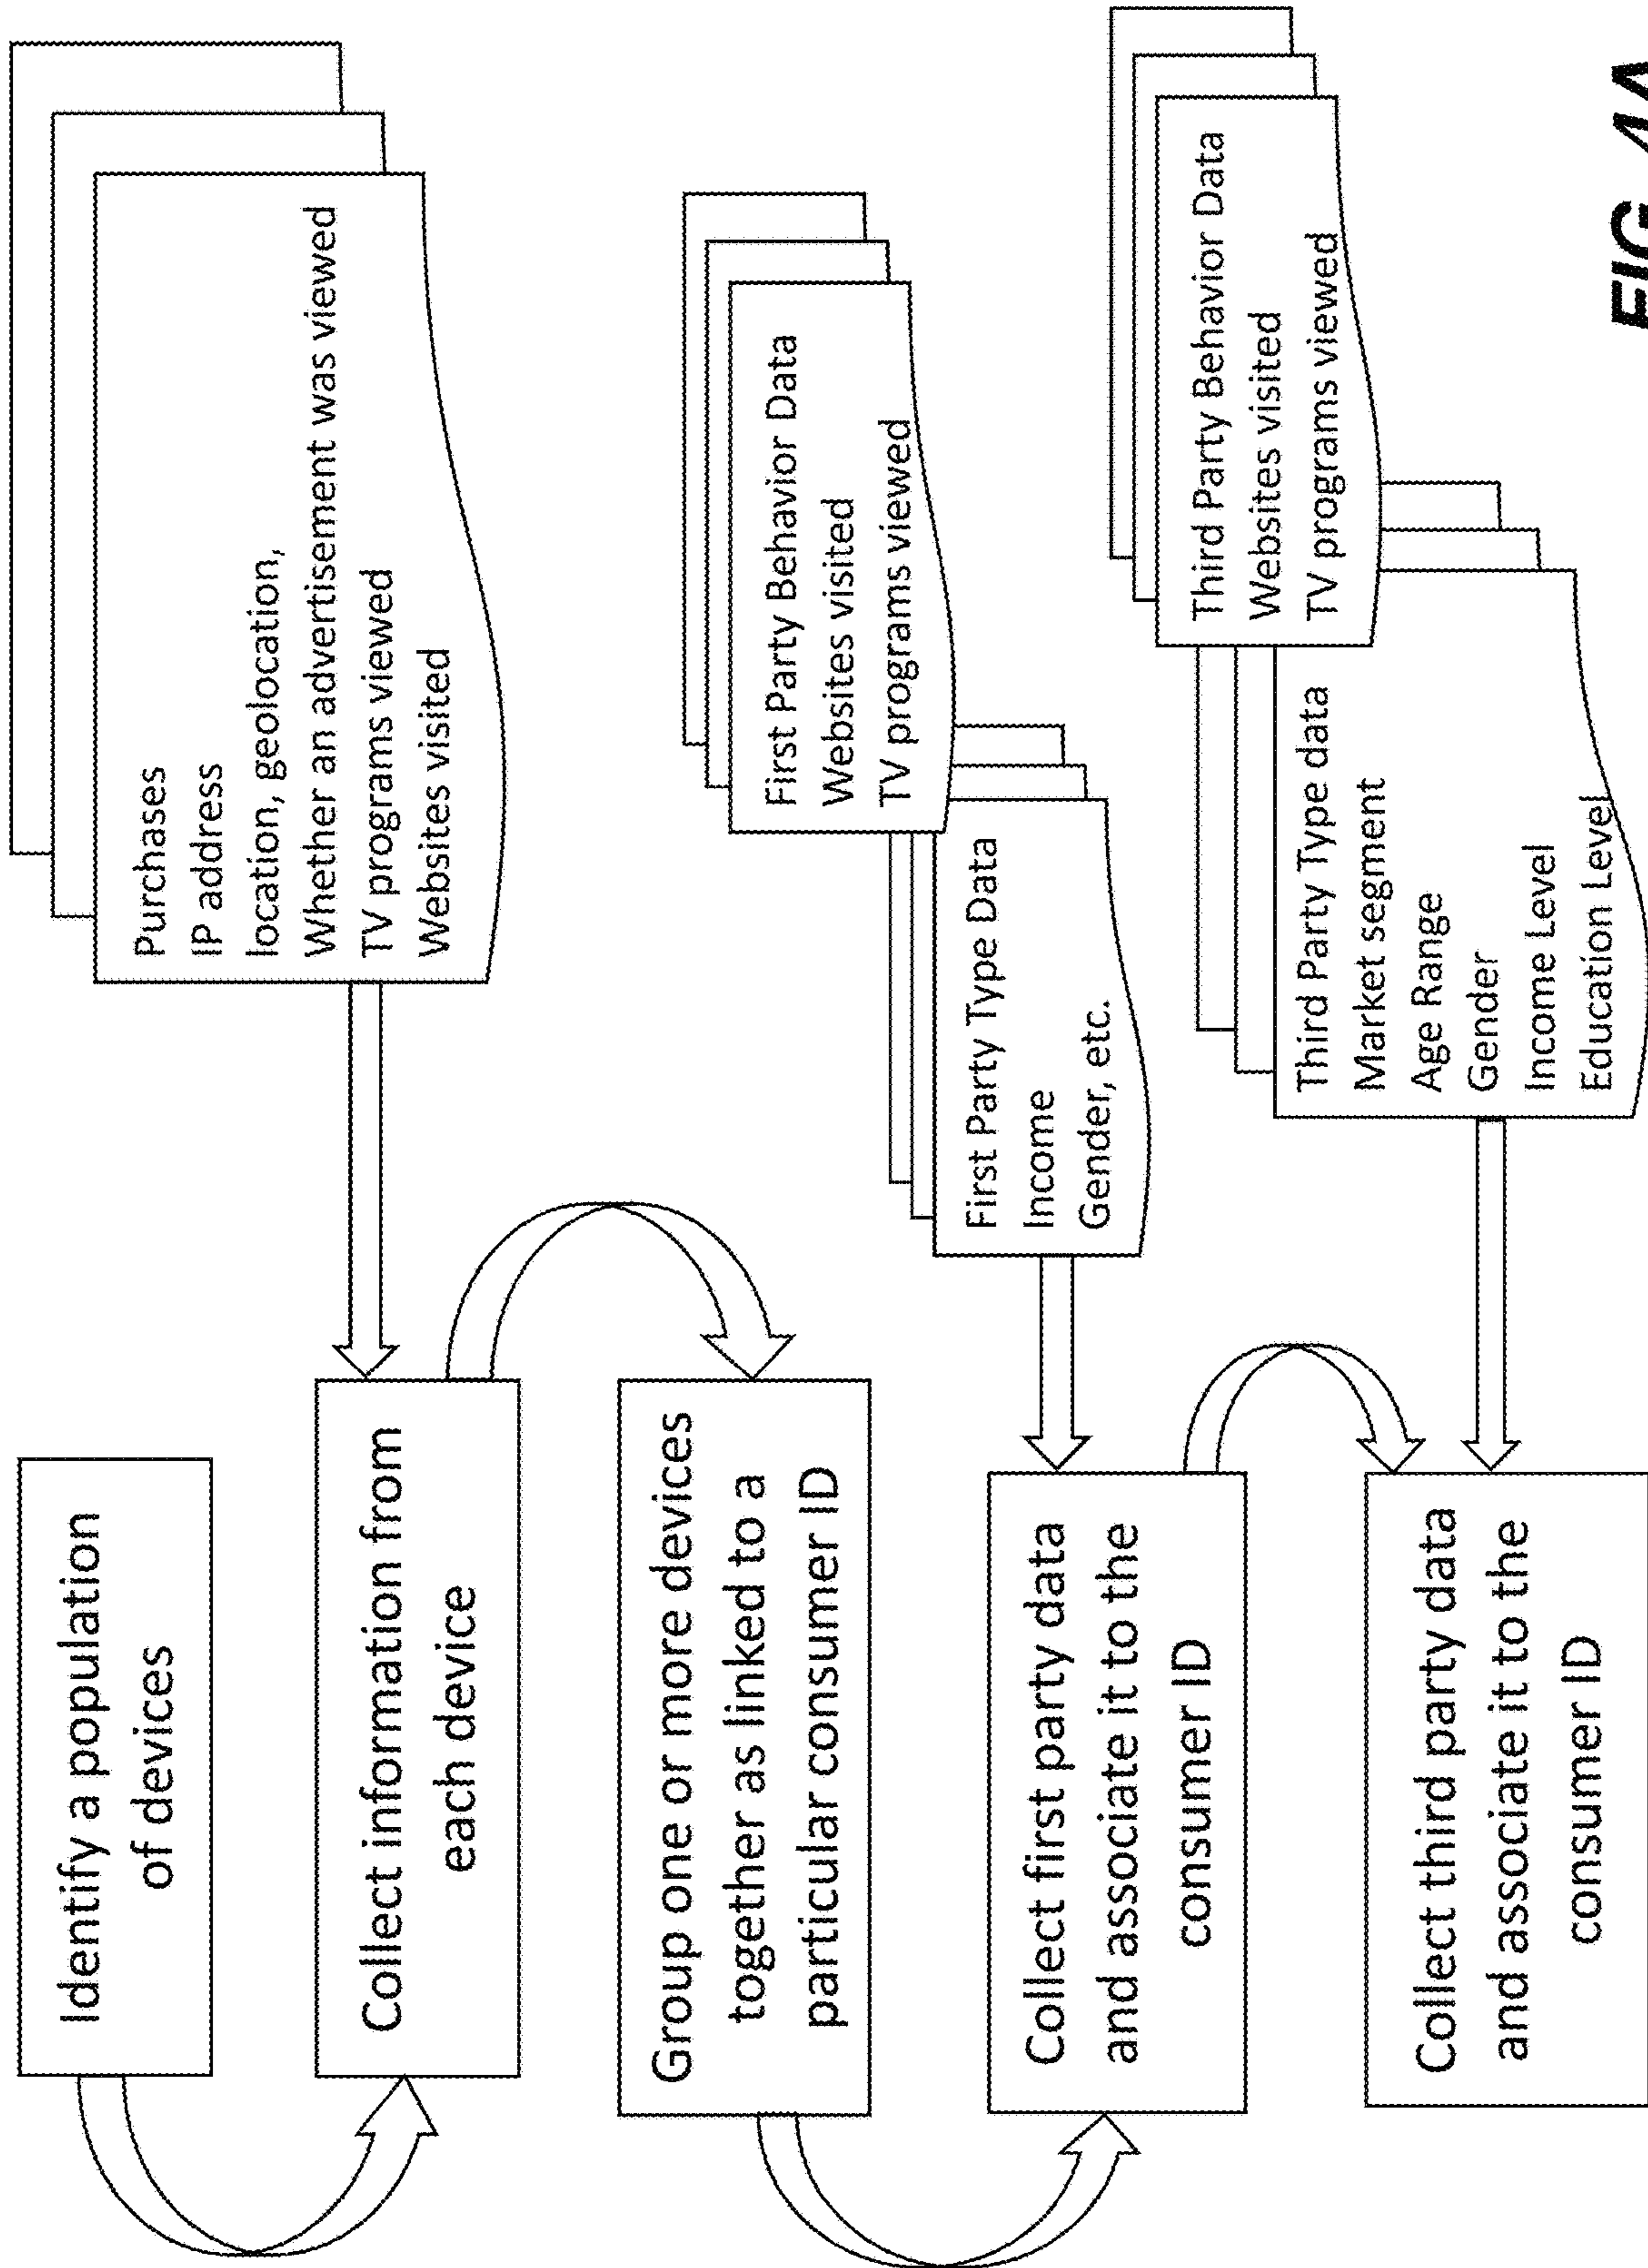 Identify a population
of devices
Purchases
IP address
location, geolocation,
Whether an advertisement was viewed
TV programs viewed
Websites visited
Collect information from
each device
Group one or more devices
together as linked to a
particular consumer ID
First Party Behavior Data
Websites visited
TV programs viewed
First Party Type Data
Income
Gender, etc.
Collect first party data
and associate it to the
consumer ID
Third Party Behavior Data
Websites visited
TV programs viewed
Third Party Type data
Market segment
Age Range
Gender
Income Level
Education Level
Collect third party data
and associate it to the
consumer ID
FIG. 4A